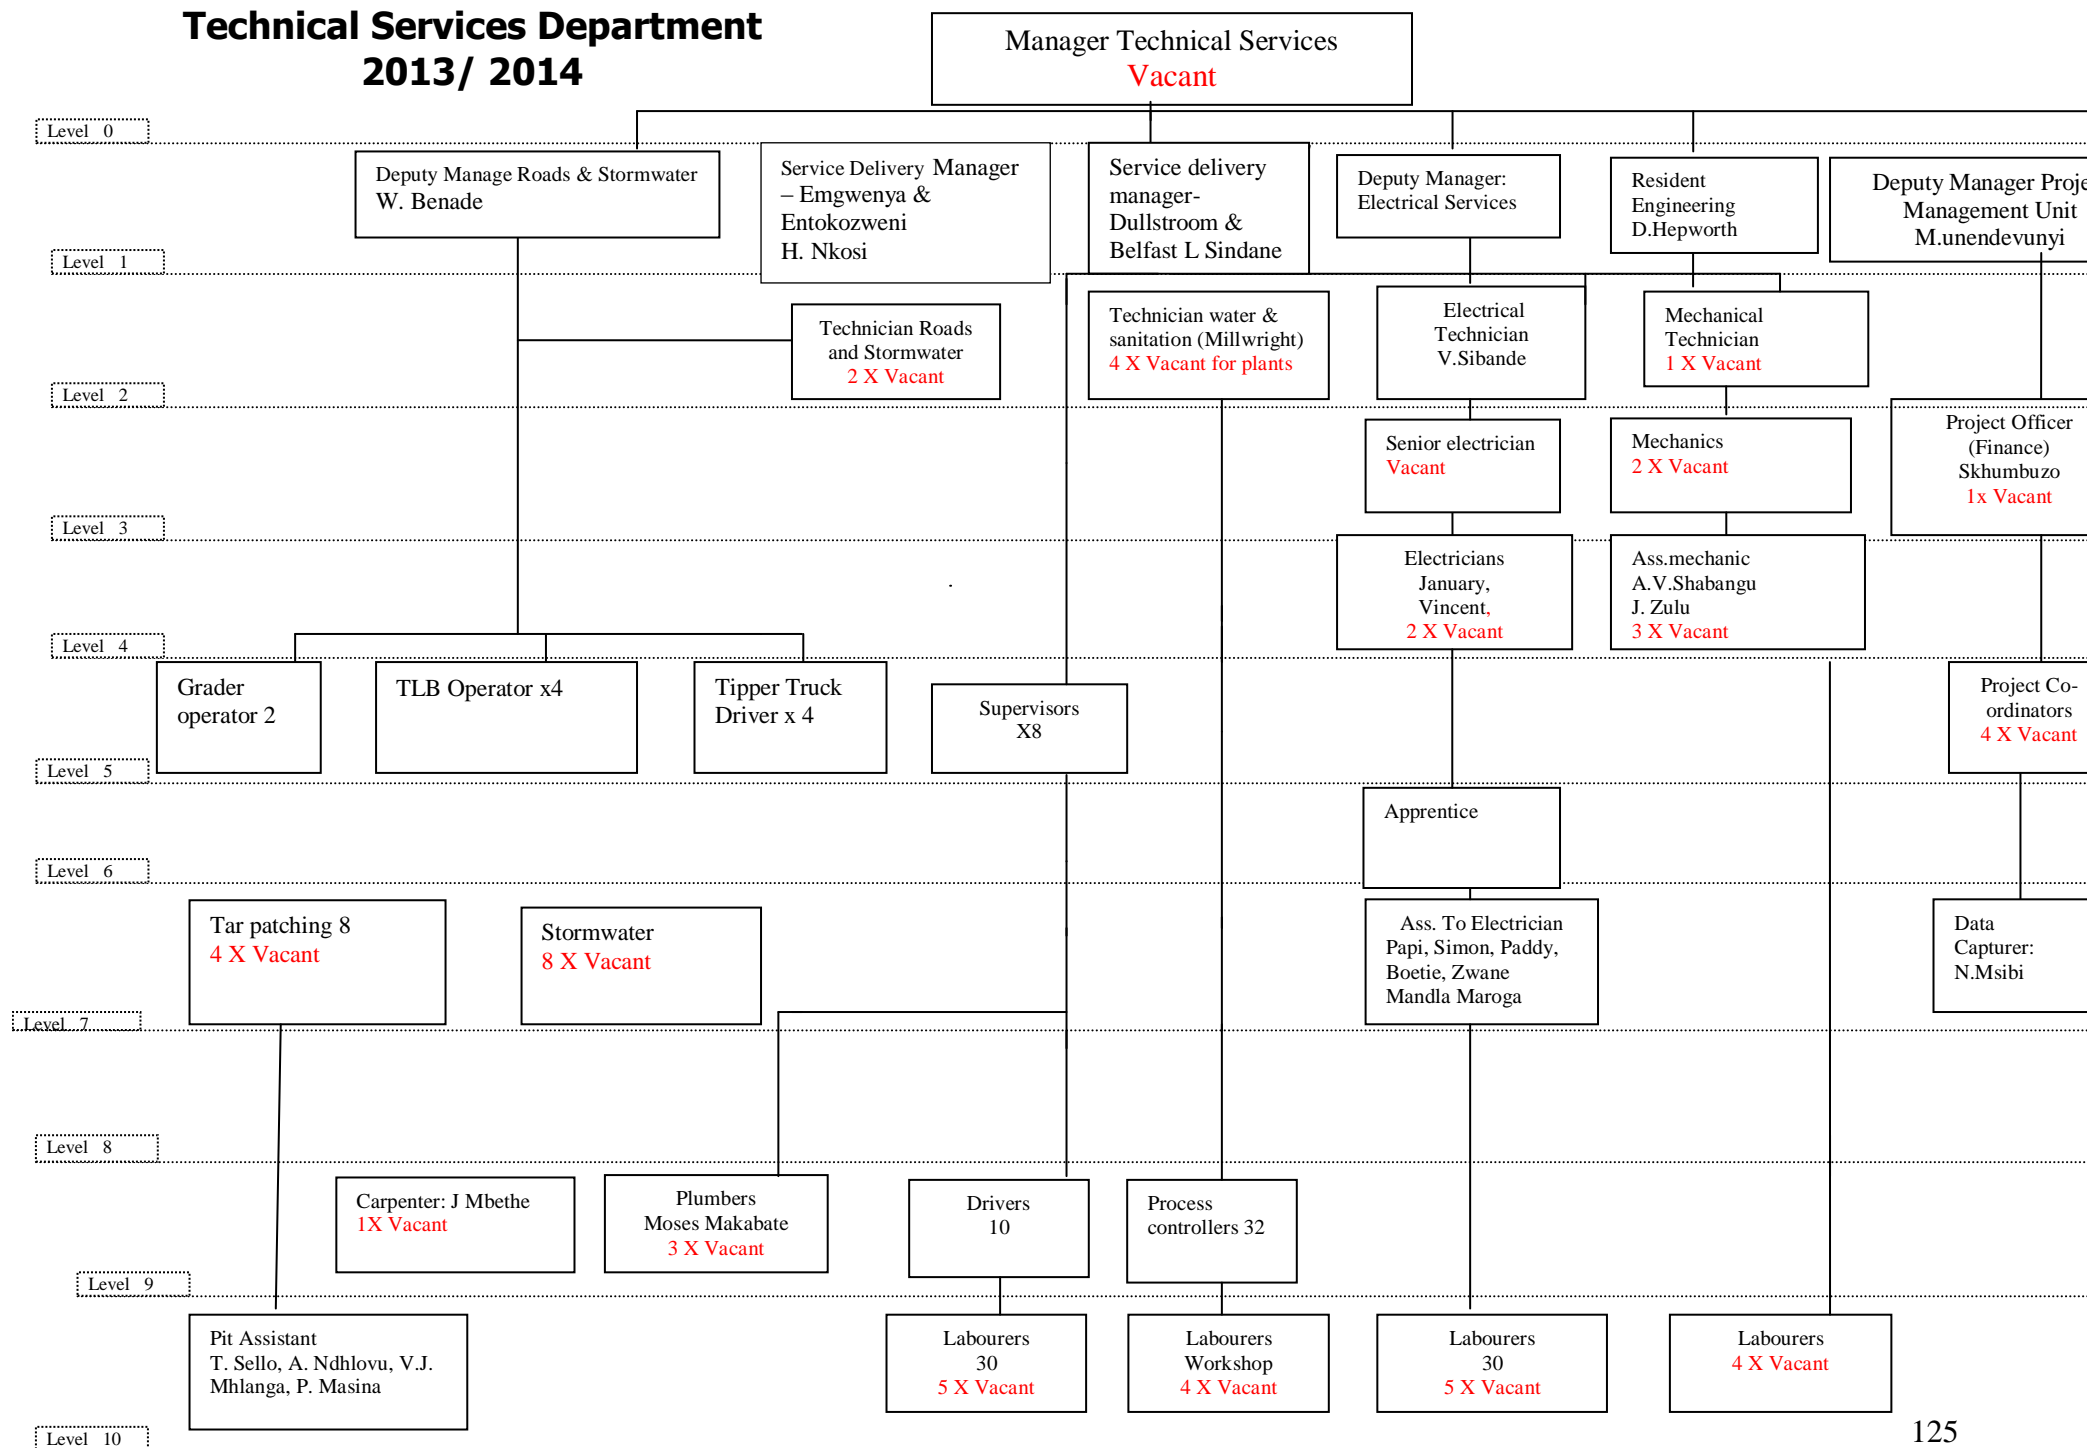 Technical Services Department
2013/ 2014
Manager Technical Services
Vacant
Level 0
Deputy Manage Roads & Stormwater
W. Benade
Service Delivery Manager
– Emgwenya &
Entokozweni
H. Nkosi
Service delivery
manager-
Dullstroom &
Belfast L Sindane
Deputy Manager:
Electrical Services
Resident
Engineering
D.Hepworth
Deputy Manager Proje
Management Unit
M.unendevunyi
Level 1
Technician Roads
and Stormwater
2 X Vacant
Technician water &
sanitation (Millwright)
4 X Vacant for plants
Electrical
Technician
V.Sibande
Mechanical
Technician
1 X Vacant
Level 2
Senior electrician
Vacant
Mechanics
2 X Vacant
Project Officer
(Finance)
Skhumbuzo
1x Vacant
Level 3
Electricians
January,
Vincent,
2 X Vacant
Ass.mechanic
A.V.Shabangu
J. Zulu
3 X Vacant
Level 4
Grader
operator 2
TLB Operator x4
Tipper Truck
Driver x 4
Supervisors
X8
Project Co-
ordinators
4 X Vacant
Level 5
Apprentice
Level 6
Tar patching 8
4 X Vacant
Stormwater
8 X Vacant
Ass. To Electrician
Papi, Simon, Paddy,
Boetie, Zwane
Mandla Maroga
Data
Capturer:
N.Msibi
Level 7
Level 8
Carpenter: J Mbethe
1X Vacant
Plumbers
Moses Makabate
3 X Vacant
Drivers
10
Process
controllers 32
Level 9
Pit Assistant
T. Sello, A. Ndhlovu, V.J.
Mhlanga, P. Masina
Labourers
30
5 X Vacant
Labourers
Workshop
4 X Vacant
Labourers
30
5 X Vacant
Labourers
4 X Vacant
Level 10
125